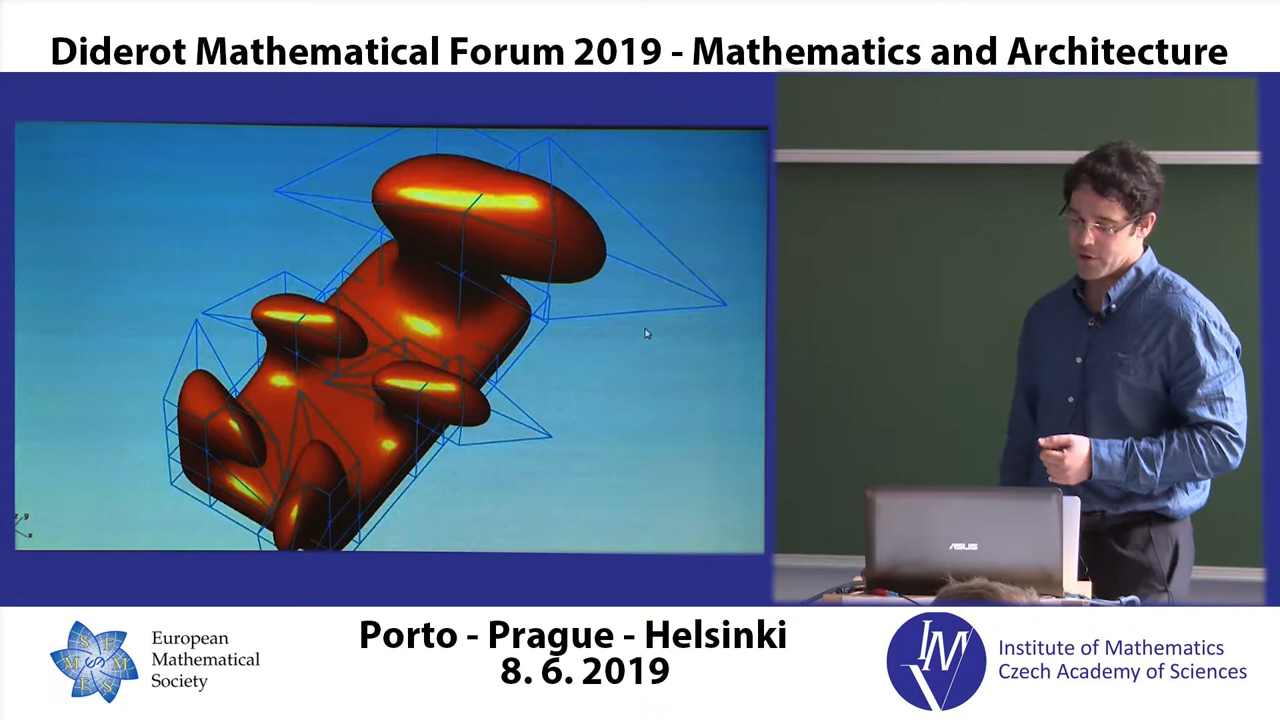 Diderot Mathematical Forum 2019 - Mathematics and Architecture
ASUS
European
Mathematical
Society
Porto - Prague - Helsinki
8. 6. 2019
IM
Institute of Mathematics
Czech Academy of Sciences